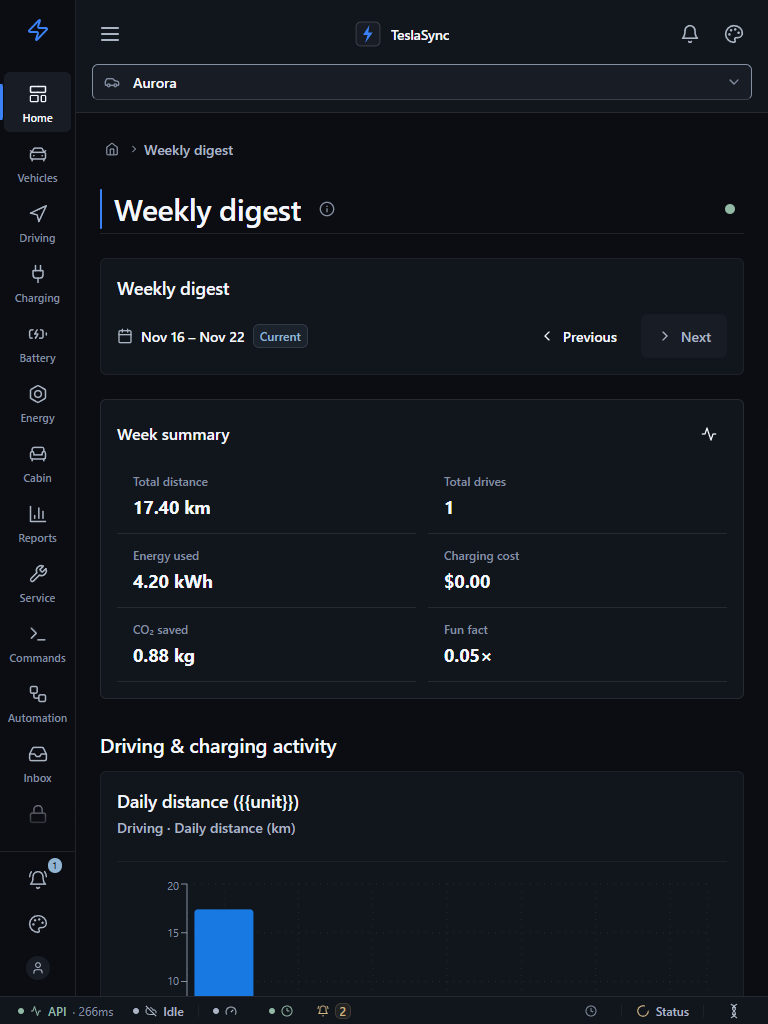 TeslaSync
Aurora
Home
Vehicles
Driving
Charging
Battery
Energy
Cabin
Reports
Service
Commands
Automation
Inbox
1
Weekly digest
Weekly digest
Weekly digest
Nov 16 – Nov 22 Current Previous Next
Week summary
Total distance Total drives
17.40 km 1
Energy used Charging cost
4.20 kWh $0.00
CO₂ saved Fun fact
0.88 kg 0.05×
Driving & charging activity
Daily distance ({{unit}})
Driving · Daily distance (km)
20
15
10
API · 266ms Idle 2 Status